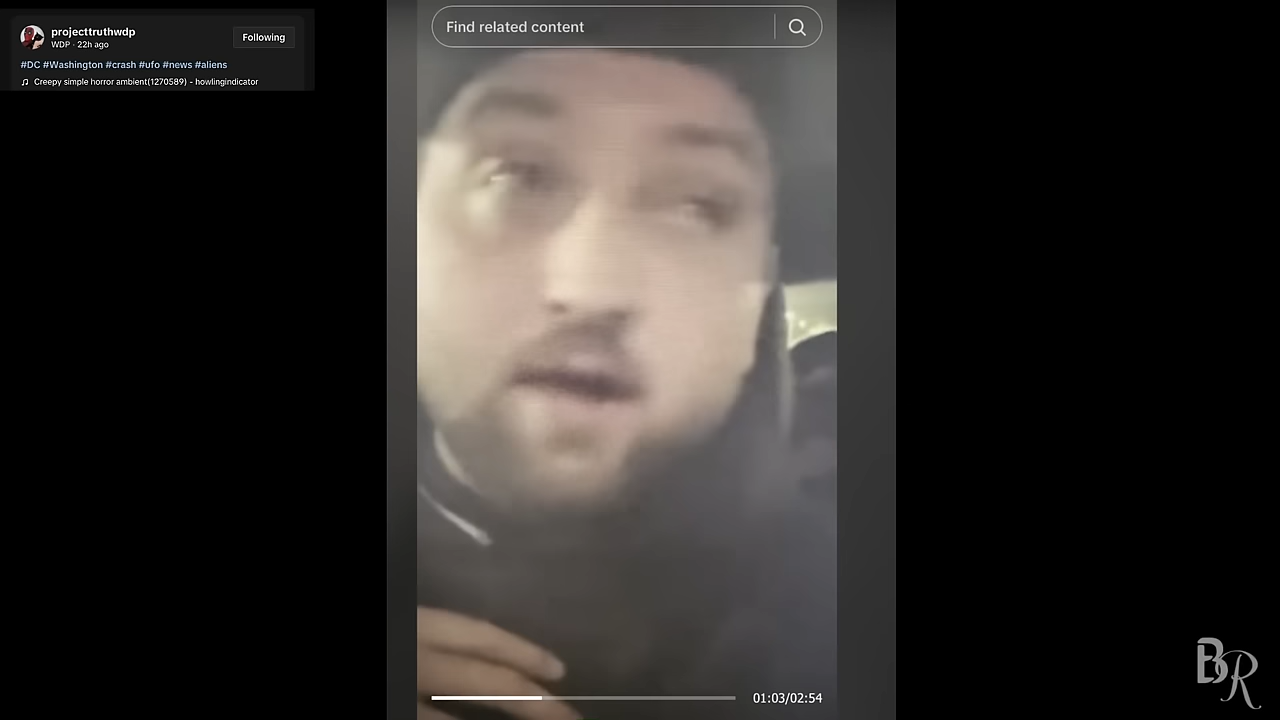 projecttruthwdp
WDP · 22h ago
Following
#DC #Washington #crash #ufo #news #aliens
♫ Creepy simple horror ambient(1270589) - howlingindicator
Find related content
01:03/02:54
BR